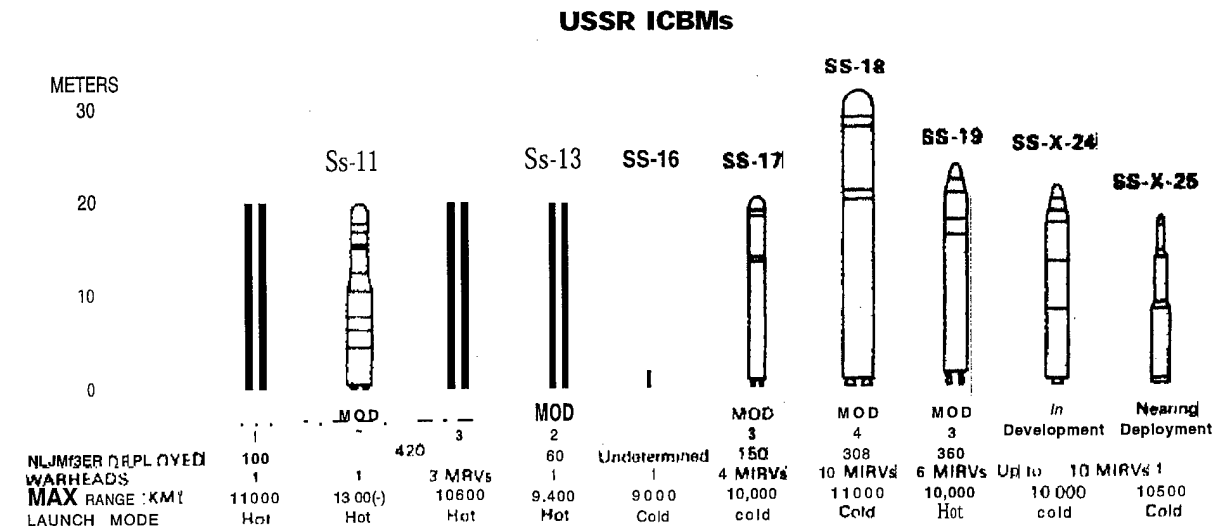 USSR ICBMs
METERS
30
20
10
0
Ss-11 Ss-13 SS-16 SS-17 SS-18 SS-19 SS-X-24 SS-X-25
MOD MOD MOD MOD MOD In Nearing
1 3 2 3 4 3 Development Deployment
100 420 60 Undetermined 150 308 360
WARHEADS 1 1 3 MRVs 1 1 4 MIRVs 10 MIRVs 6 MIRVs Up to 10 MIRVs 1
MAX RANGE 11000 10600 9,400 9000 10,000 11000 10,000 10 000 10500
LAUNCH MODE Hot Hot Hot Hot Cold cold Cold Hot cold Cold